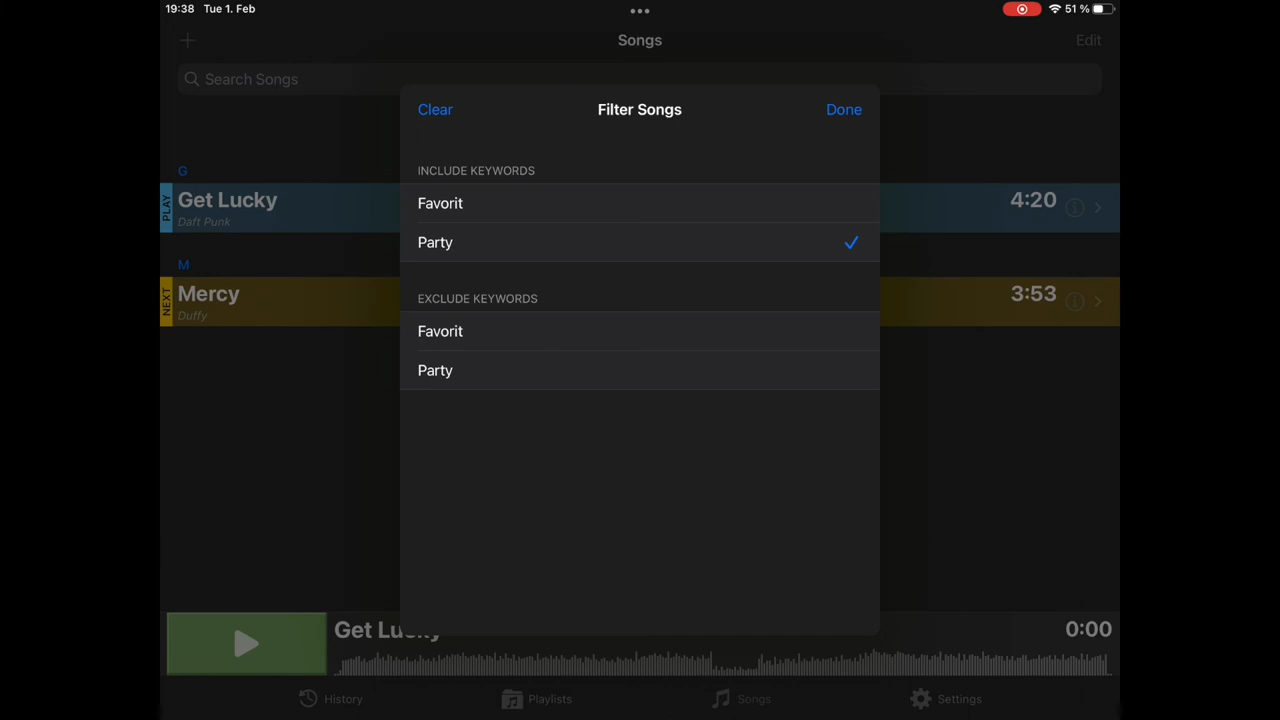 19:38 Tue 1. Feb
51 %
Songs
Edit
Search Songs
Clear
Filter Songs
Done
INCLUDE KEYWORDS
Favorit
Party
EXCLUDE KEYWORDS
Favorit
Party
G
PLAY
Get Lucky
Daft Punk
4:20
M
NEXT
Mercy
Duffy
3:53
Get Lucky
0:00
History
Playlists
Songs
Settings